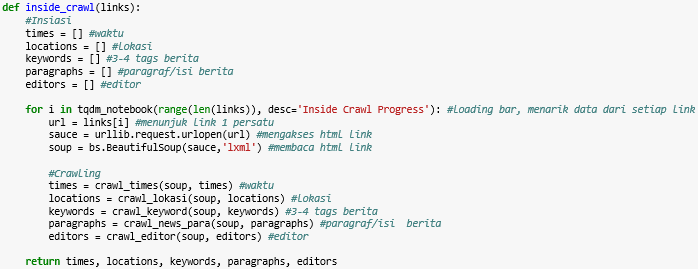 def inside_crawl(links):
    #Insiasi
    times = [] #waktu
    locations = [] #Lokasi
    keywords = [] #3-4 tags berita
    paragraphs = [] #paragraf/isi berita
    editors = [] #editor

    for i in tqdm_notebook(range(len(links)), desc='Inside Crawl Progress'): #Loading bar, menarik data dari setiap link
        url = links[i] #menunjuk link 1 persatu
        sauce = urllib.request.urlopen(url) #mengakses html link
        soup = bs.BeautifulSoup(sauce,'lxml') #membaca html link

        #Crawling
        times = crawl_times(soup, times) #waktu
        locations = crawl_lokasi(soup, locations) #Lokasi
        keywords = crawl_keyword(soup, keywords) #3-4 tags berita
        paragraphs = crawl_news_para(soup, paragraphs) #paragraf/isi  berita
        editors = crawl_editor(soup, editors) #editor

    return times, locations, keywords, paragraphs, editors